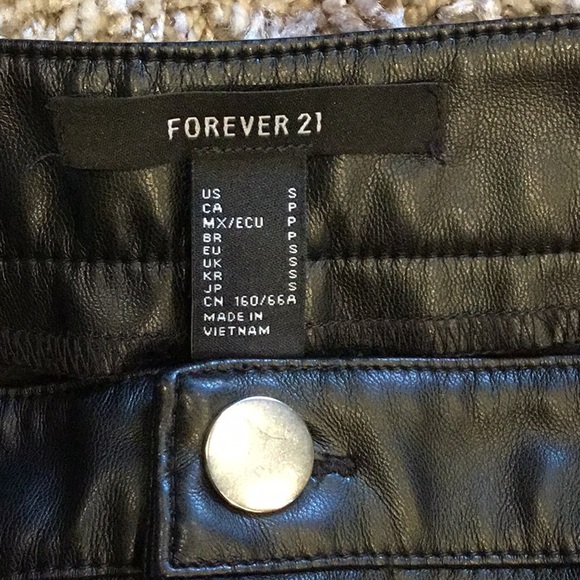 FOREVER 21
US S
CA P
MX/ECU P
BR P
EU S
UK S
KR S
JP S
CN 160/66A
MADE IN
VIETNAM